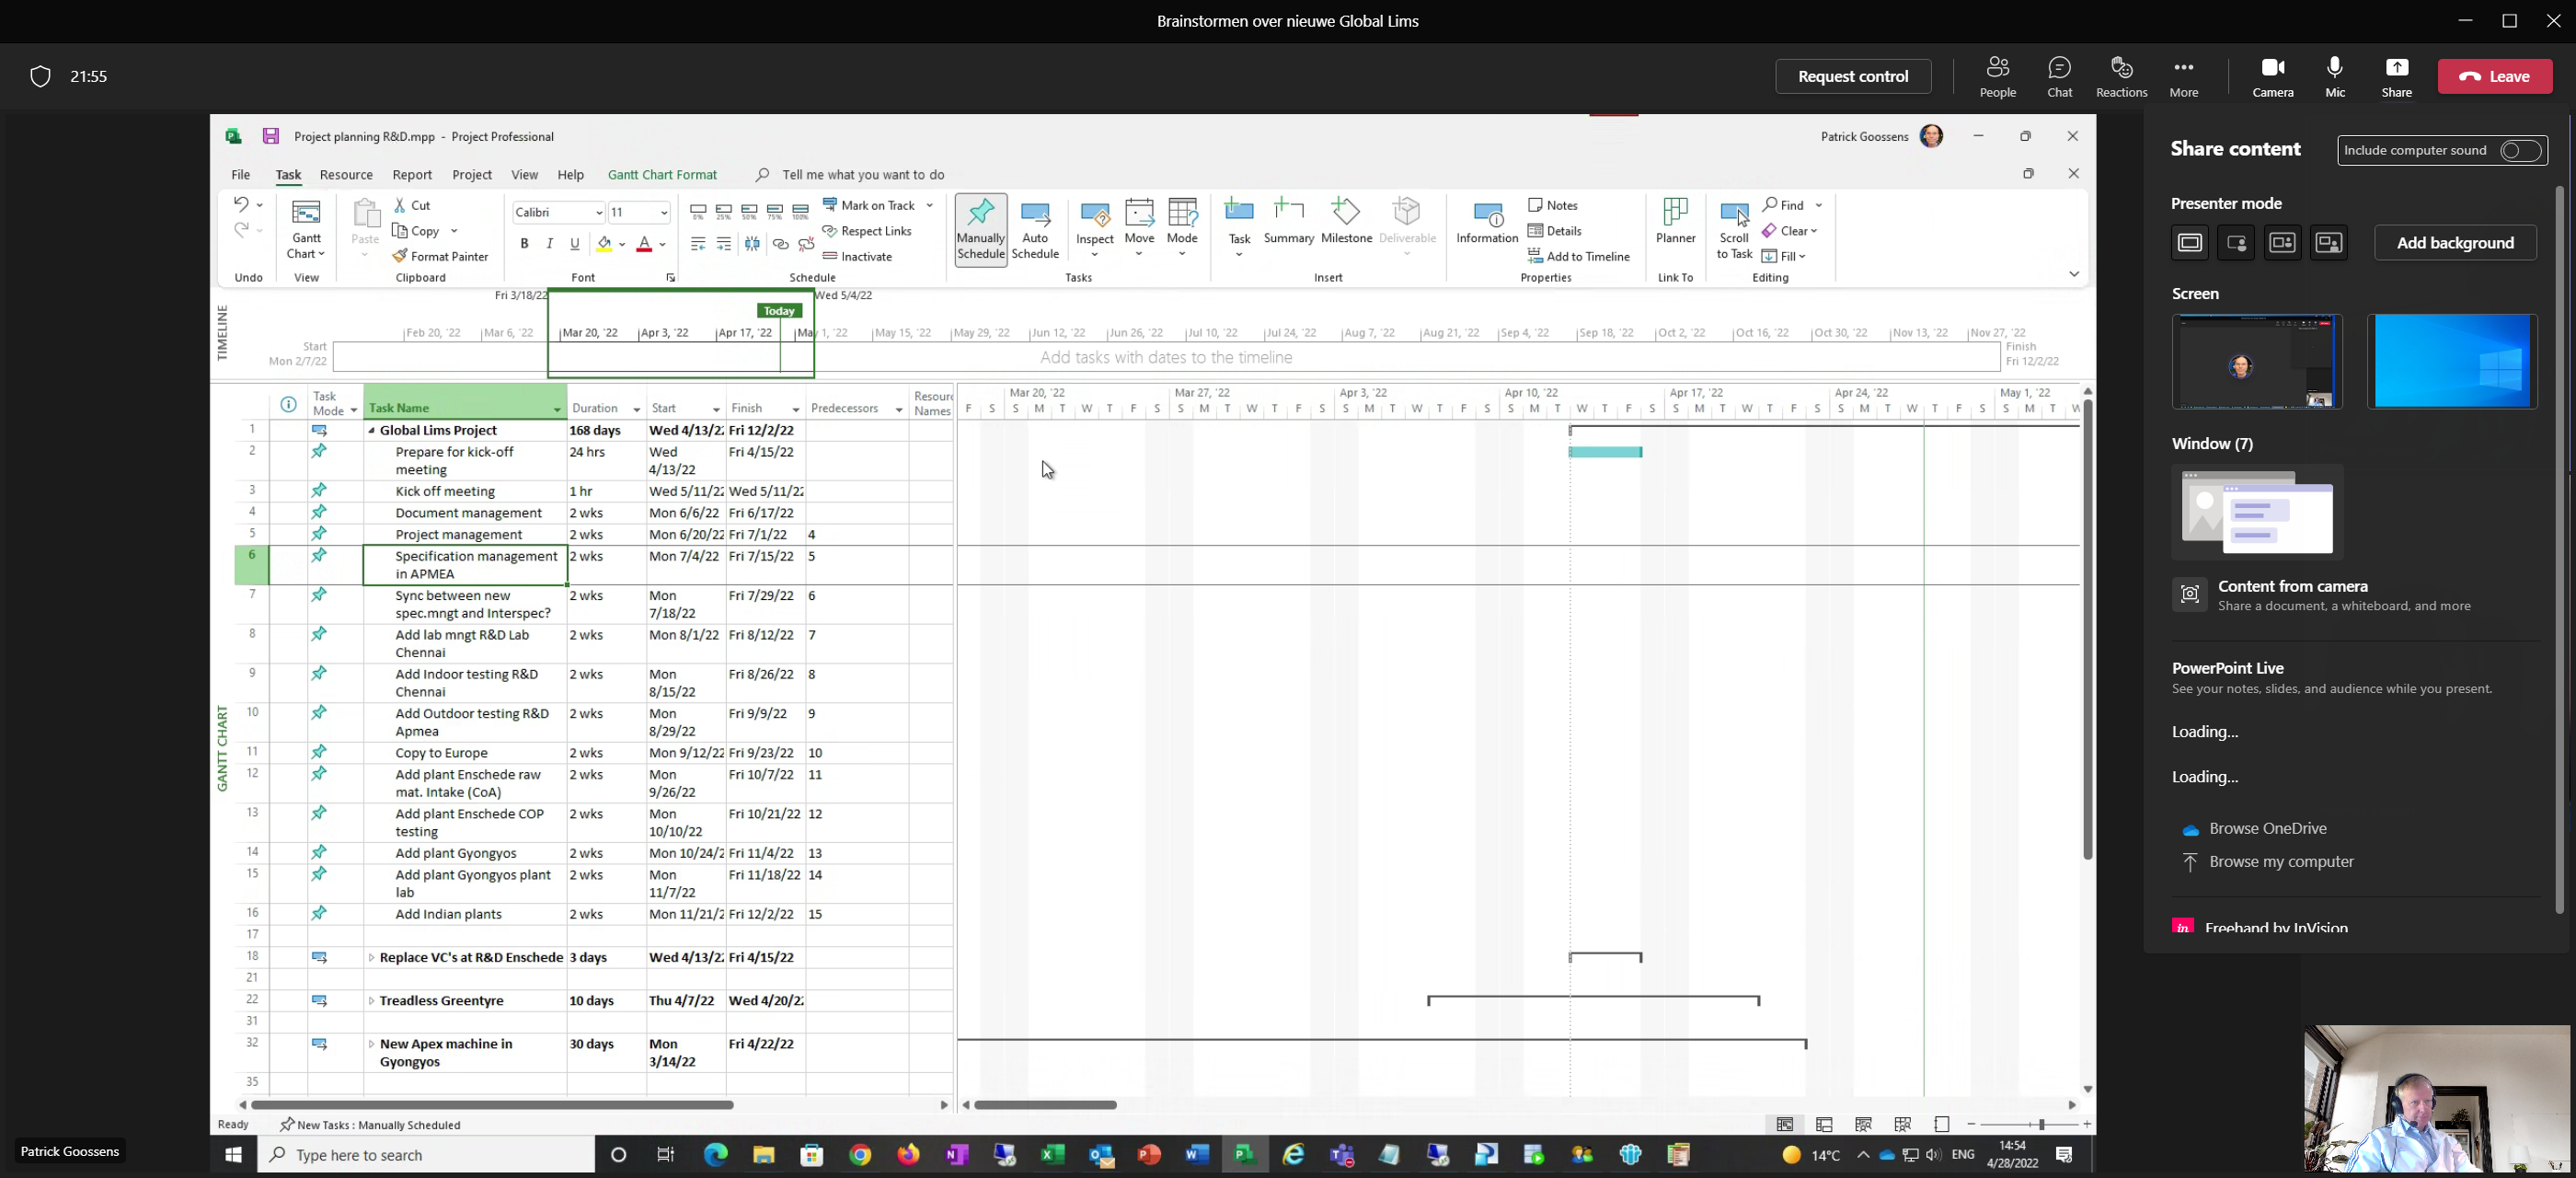 Brainstormen over nieuwe Global Lims
21:55
Request control
People
Chat
Reactions
More
Camera
Mic
Share
Leave
Project planning R&D.mpp - Project Professional
Patrick Goossens
File Task Resource Report Project View Help Gantt Chart Format Tell me what you want to do
Undo
Gantt
Chart
View
Paste
Cut
Copy
Format Painter
Clipboard
Calibri 11
B I U
Font
0% 25% 50% 75% 100%
Mark on Track
Respect Links
Inactivate
Schedule
Manually
Schedule
Auto
Schedule
Inspect
Move
Mode
Tasks
Task
Summary
Milestone
Deliverable
Insert
Information
Notes
Details
Add to Timeline
Properties
Planner
Link To
Scroll
to Task
Find
Clear
Fill
Editing
TIMELINE
Fri 3/18/22
Wed 5/4/22
Today
Feb 20, '22 Mar 6, '22 Mar 20, '22 Apr 3, '22 Apr 17, '22 May 1, '22 May 15, '22 May 29, '22 Jun 12, '22 Jun 26, '22 Jul 10, '22 Jul 24, '22 Aug 7, '22 Aug 21, '22 Sep 4, '22 Sep 18, '22 Oct 2, '22 Oct 16, '22 Oct 30, '22 Nov 13, '22 Nov 27, '22
Start
Mon 2/7/22
Add tasks with dates to the timeline
Finish
Fri 12/2/22
GANTT CHART
Task
Mode
Task Name Duration Start Finish Predecessors
Resourc
Names
Mar 20, '22 Mar 27, '22 Apr 3, '22 Apr 10, '22 Apr 17, '22 Apr 24, '22 May 1, '22
F S S M T W T F S S M T W T F S S M T W T F S S M T W T F S S M T W T F S S M T W T F S S M T W
1 Global Lims Project 168 days Wed 4/13/22 Fri 12/2/22
2 Prepare for kick-off 24 hrs Wed Fri 4/15/22
meeting 4/13/22
3 Kick off meeting 1 hr Wed 5/11/22 Wed 5/11/22
4 Document management 2 wks Mon 6/6/22 Fri 6/17/22
5 Project management 2 wks Mon 6/20/22 Fri 7/1/22 4
6 Specification management 2 wks Mon 7/4/22 Fri 7/15/22 5
in APMEA
7 Sync between new 2 wks Mon Fri 7/29/22 6
spec.mngt and Interspec? 7/18/22
8 Add lab mngt R&D Lab 2 wks Mon 8/1/22 Fri 8/12/22 7
Chennai
9 Add Indoor testing R&D 2 wks Mon Fri 8/26/22 8
Chennai 8/15/22
10 Add Outdoor testing R&D 2 wks Mon Fri 9/9/22 9
Apmea 8/29/22
11 Copy to Europe 2 wks Mon 9/12/22 Fri 9/23/22 10
12 Add plant Enschede raw 2 wks Mon Fri 10/7/22 11
mat. Intake (CoA) 9/26/22
13 Add plant Enschede COP 2 wks Mon Fri 10/21/22 12
testing 10/10/22
14 Add plant Gyongyos 2 wks Mon 10/24/2 Fri 11/4/22 13
15 Add plant Gyongyos plant 2 wks Mon Fri 11/18/22 14
lab 11/7/22
16 Add Indian plants 2 wks Mon 11/21/2 Fri 12/2/22 15
17
18 Replace VC's at R&D Enschede 3 days Wed 4/13/22 Fri 4/15/22
21
22 Treadless Greentyre 10 days Thu 4/7/22 Wed 4/20/22
31
32 New Apex machine in 30 days Mon Fri 4/22/22
Gyongyos 3/14/22
35
Ready New Tasks : Manually Scheduled
Type here to search
14°C
ENG
14:54
4/28/2022
Patrick Goossens
Share content
Include computer sound
Presenter mode
Add background
Screen
Window (7)
Content from camera
Share a document, a whiteboard, and more
PowerPoint Live
See your notes, slides, and audience while you present.
Loading...
Loading...
Browse OneDrive
Browse my computer
in Freehand by InVision